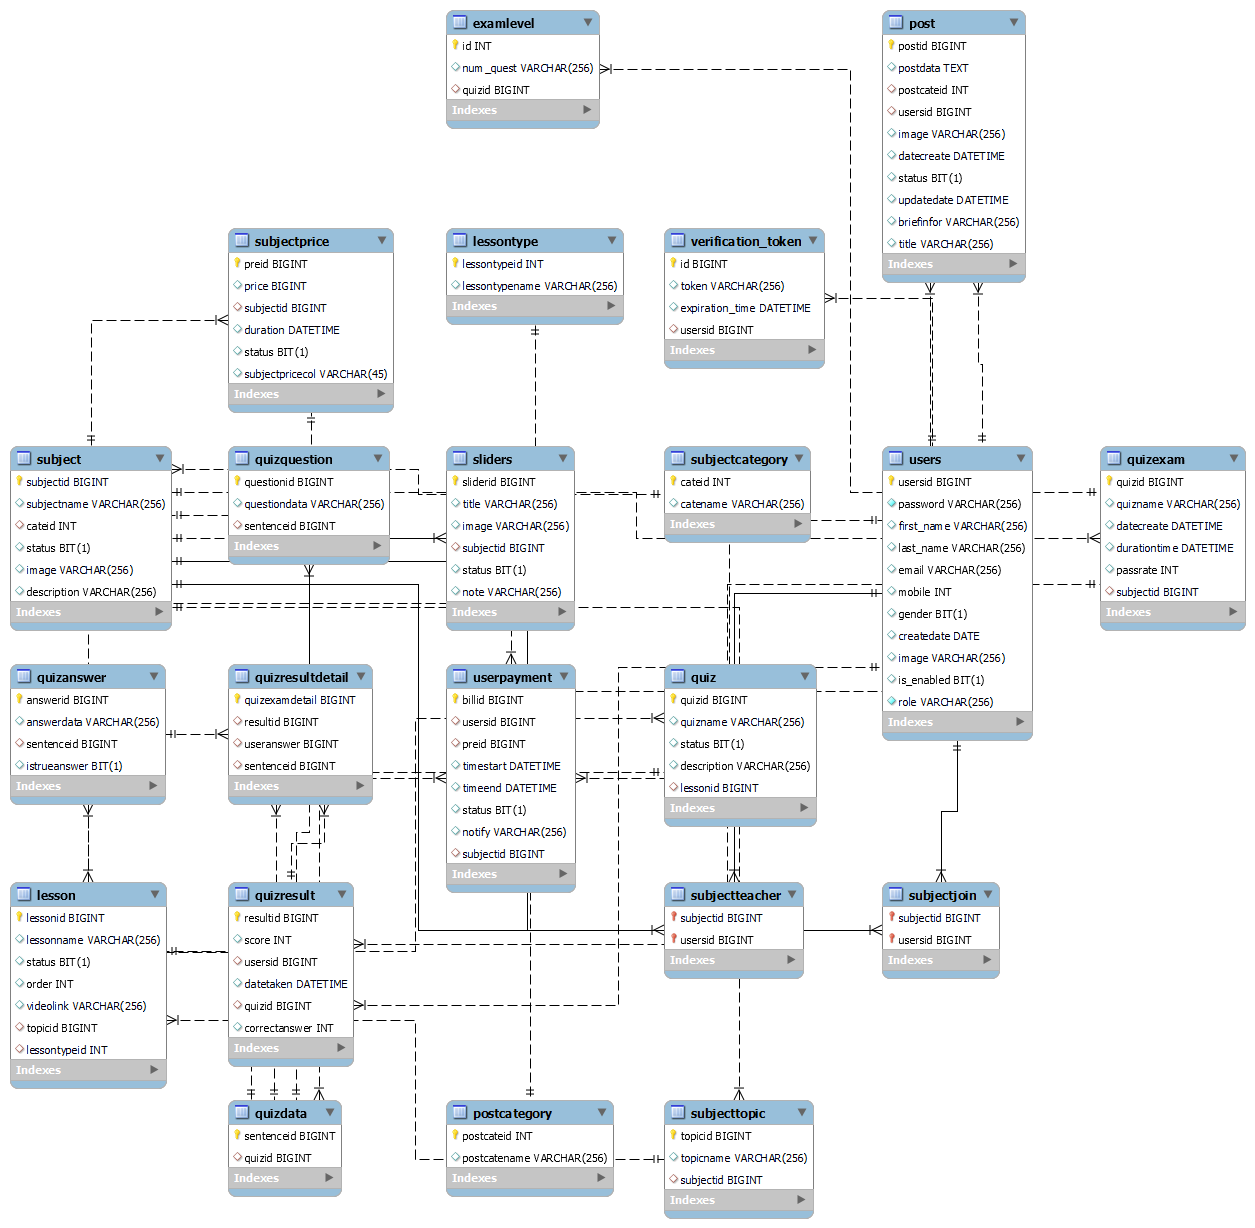 examlevel
id INT
num_quest VARCHAR(256)
quizid BIGINT
Indexes
post
postid BIGINT
postdata TEXT
postcateid INT
usersid BIGINT
image VARCHAR(256)
datecreate DATETIME
status BIT(1)
updatedate DATETIME
briefinfor VARCHAR(256)
title VARCHAR(256)
Indexes
subjectprice
preid BIGINT
price BIGINT
subjectid BIGINT
duration DATETIME
status BIT(1)
subjectpricecol VARCHAR(45)
Indexes
lessontype
lessontypeid INT
lessontypename VARCHAR(256)
Indexes
verification_token
id BIGINT
token VARCHAR(256)
expiration_time DATETIME
usersid BIGINT
Indexes
subject
subjectid BIGINT
subjectname VARCHAR(256)
cateid INT
status BIT(1)
image VARCHAR(256)
description VARCHAR(256)
Indexes
quizquestion
questionid BIGINT
questiondata VARCHAR(256)
sentenceid BIGINT
Indexes
sliders
sliderid BIGINT
title VARCHAR(256)
image VARCHAR(256)
subjectid BIGINT
status BIT(1)
note VARCHAR(256)
Indexes
subjectcategory
cateid INT
catename VARCHAR(256)
Indexes
users
usersid BIGINT
password VARCHAR(256)
first_name VARCHAR(256)
last_name VARCHAR(256)
email VARCHAR(256)
mobile INT
gender BIT(1)
createdate DATE
image VARCHAR(256)
is_enabled BIT(1)
role VARCHAR(256)
Indexes
quizexam
quizid BIGINT
quizname VARCHAR(256)
datecreate DATETIME
durationtime DATETIME
passrate INT
subjectid BIGINT
Indexes
quizanswer
answerid BIGINT
answerdata VARCHAR(256)
sentenceid BIGINT
istrueanswer BIT(1)
Indexes
quizresultdetail
quizexamdetail BIGINT
resultid BIGINT
useranswer BIGINT
sentenceid BIGINT
Indexes
userpayment
billid BIGINT
usersid BIGINT
preid BIGINT
timestart DATETIME
timeend DATETIME
status BIT(1)
notify VARCHAR(256)
subjectid BIGINT
Indexes
quiz
quizid BIGINT
quizname VARCHAR(256)
status BIT(1)
description VARCHAR(256)
lessonid BIGINT
Indexes
lesson
lessonid BIGINT
lessonname VARCHAR(256)
status BIT(1)
order INT
videolink VARCHAR(256)
topicid BIGINT
lessontypeid INT
Indexes
quizresult
resultid BIGINT
score INT
usersid BIGINT
datetaken DATETIME
quizid BIGINT
correctanswer INT
Indexes
subjectteacher
subjectid BIGINT
usersid BIGINT
Indexes
subjectjoin
subjectid BIGINT
usersid BIGINT
Indexes
quizdata
sentenceid BIGINT
quizid BIGINT
Indexes
postcategory
postcateid INT
postcatename VARCHAR(256)
Indexes
subjecttopic
topicid BIGINT
topicname VARCHAR(256)
subjectid BIGINT
Indexes